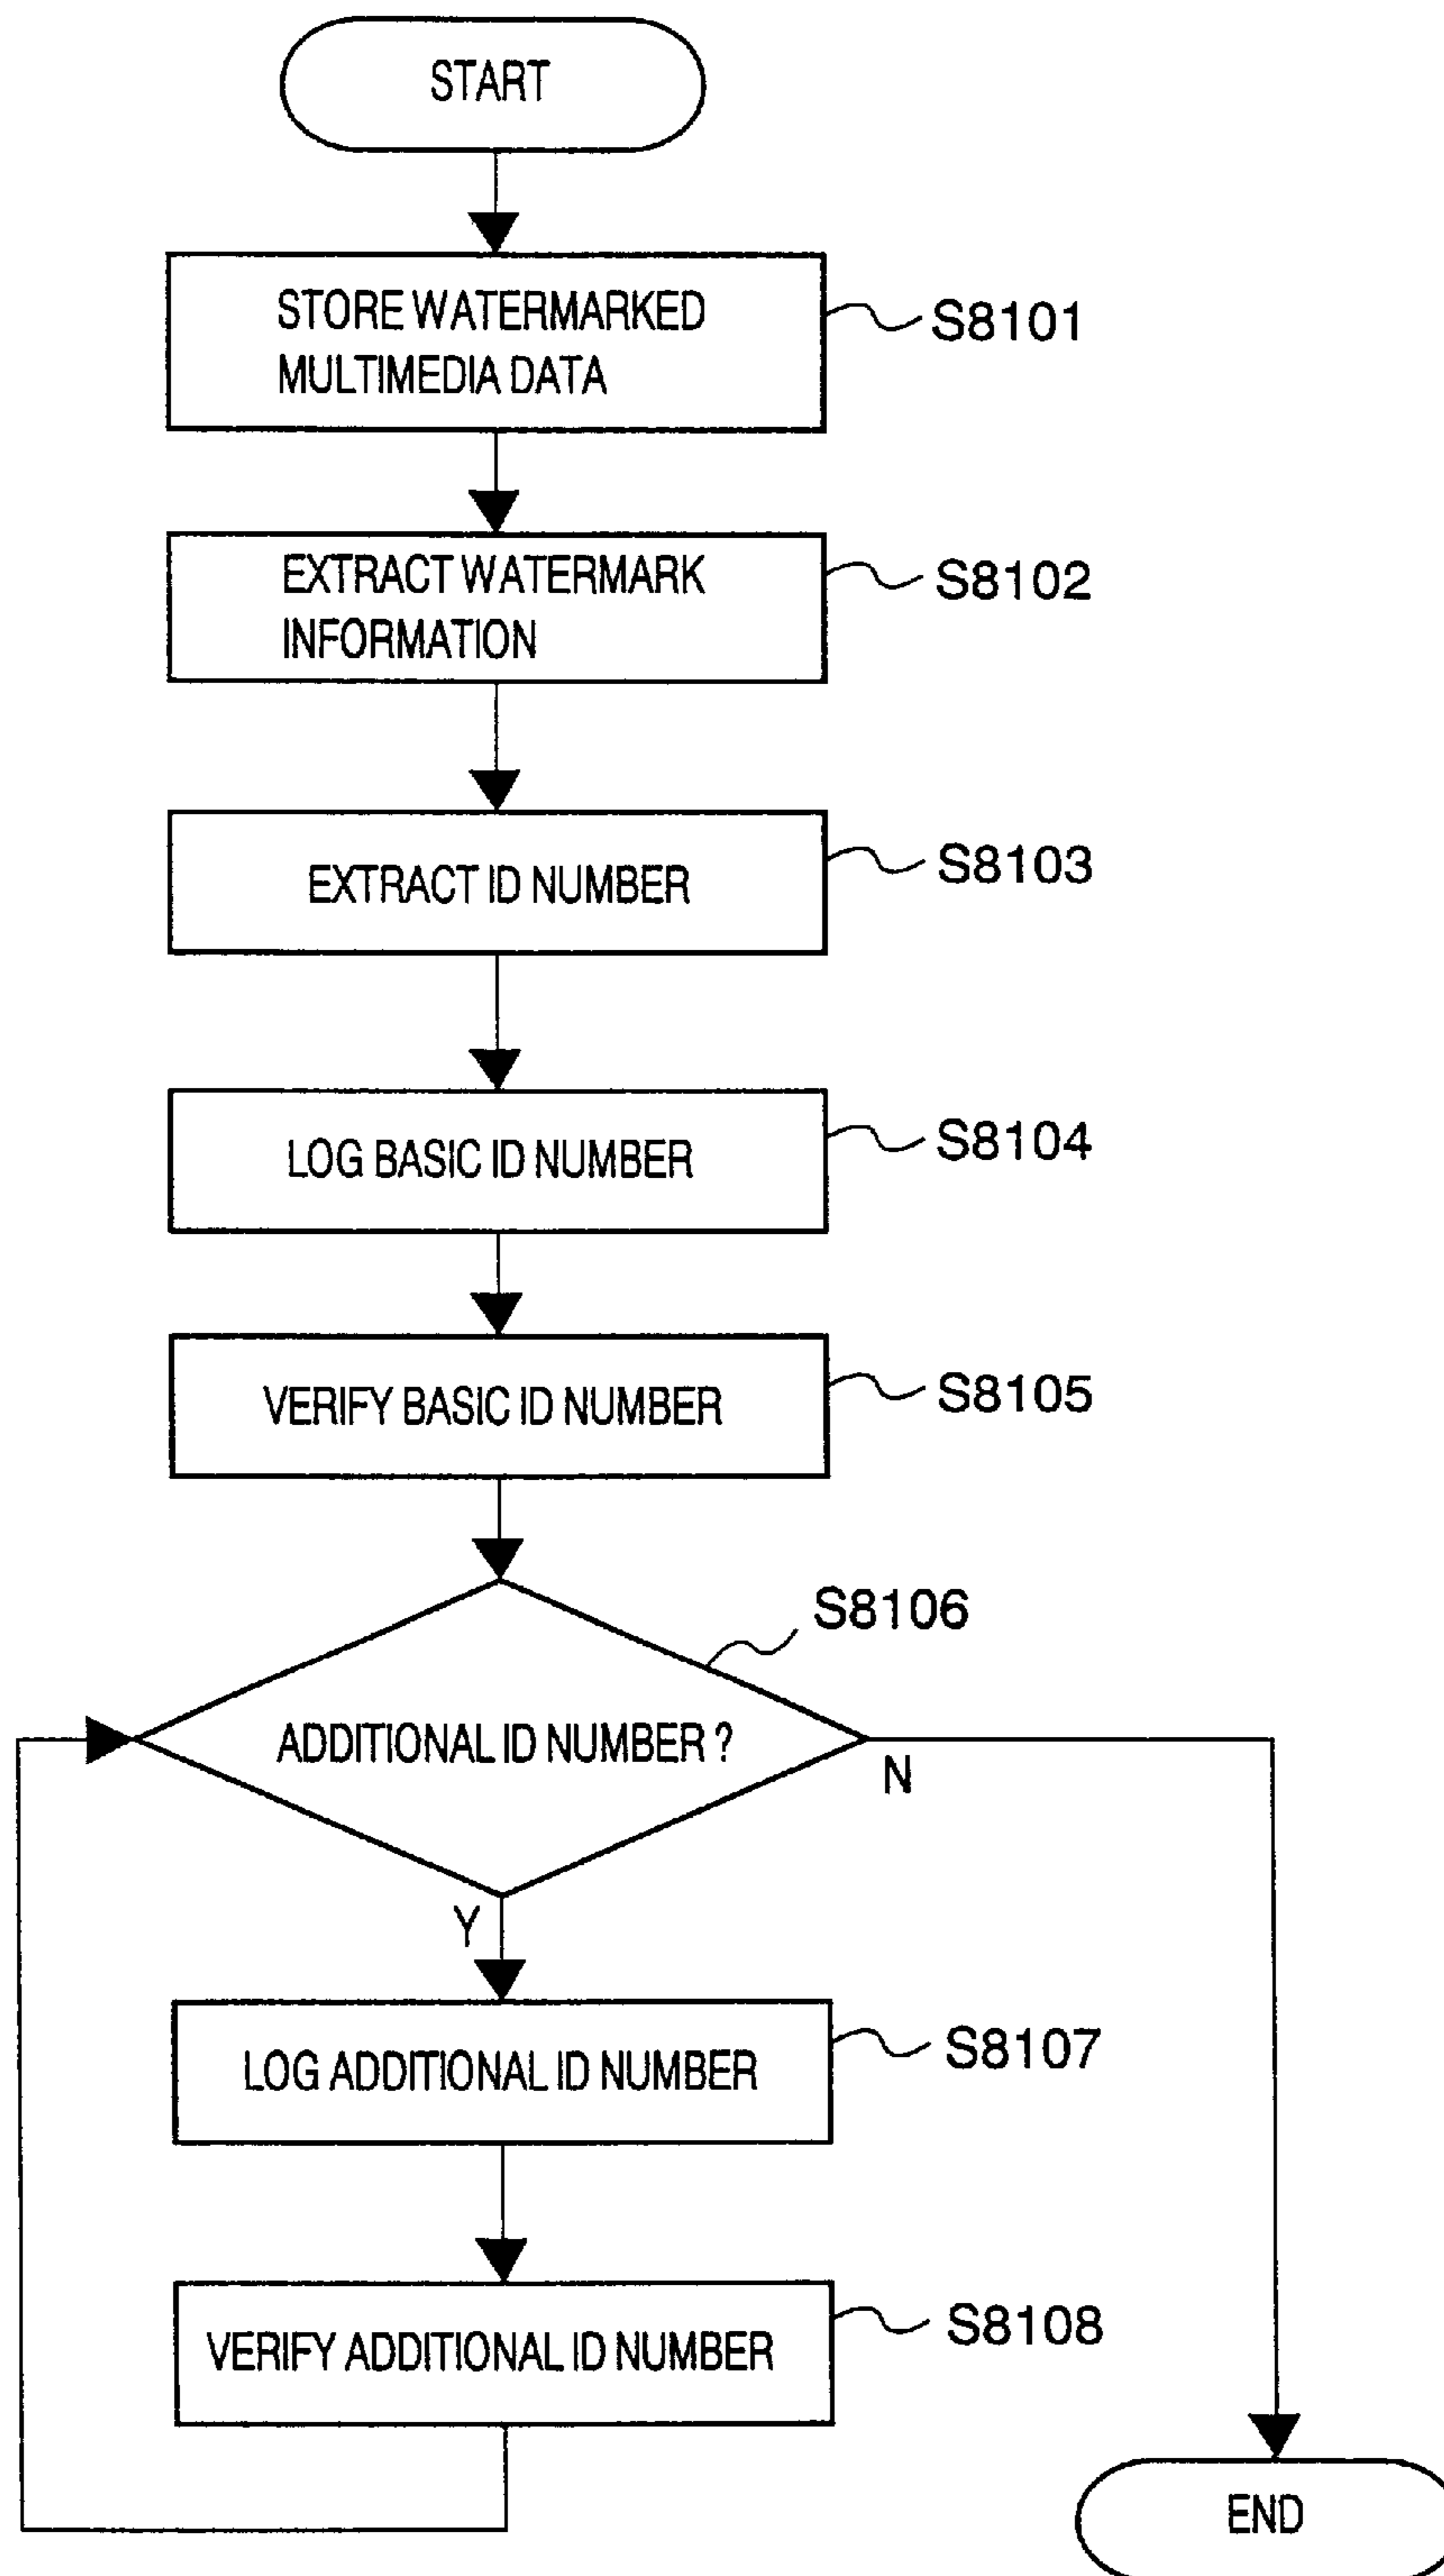 START
STORE WATERMARKED
MULTIMEDIA DATA
S8101
EXTRACT WATERMARK
INFORMATION
S8102
EXTRACT ID NUMBER
S8103
LOG BASIC ID NUMBER
S8104
VERIFY BASIC ID NUMBER
S8105
S8106
ADDITIONAL ID NUMBER ?
N
Y
LOG ADDITIONAL ID NUMBER
S8107
VERIFY ADDITIONAL ID NUMBER
S8108
END